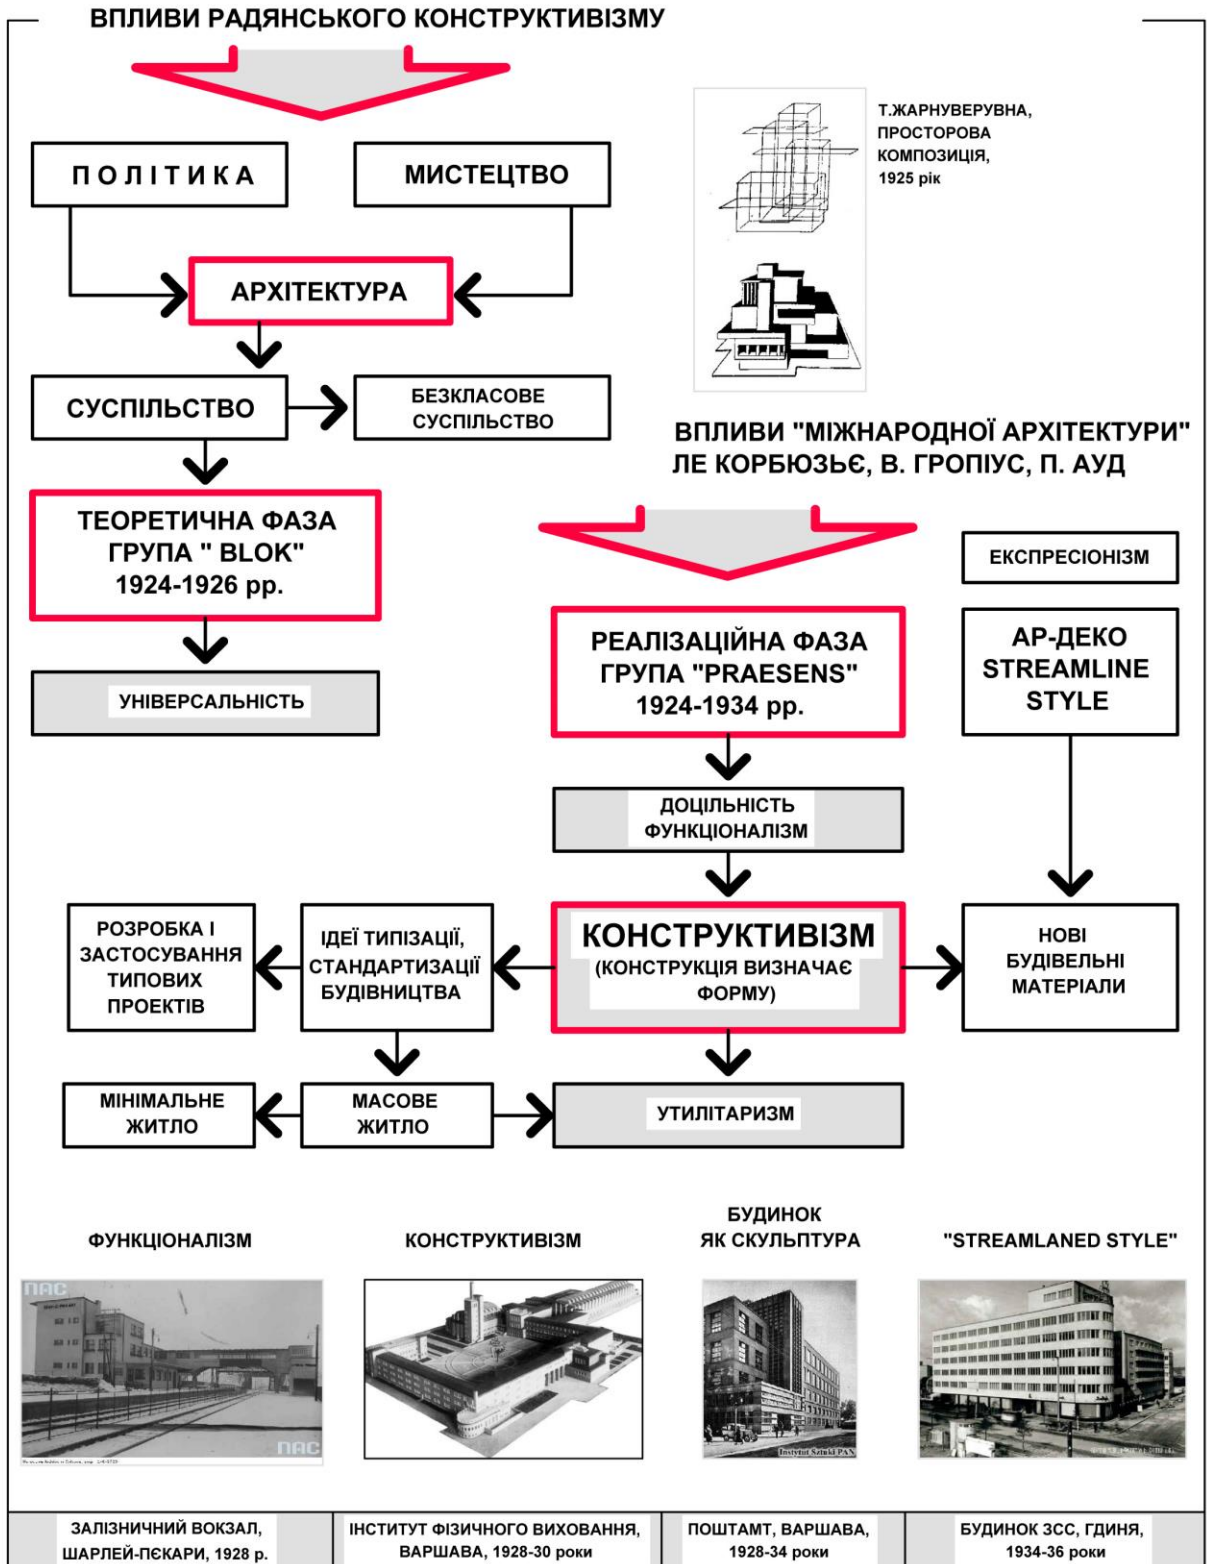 ВПЛИВИ РАДЯНСЬКОГО КОНСТРУКТИВІЗМУ
Т.ЖАРНУВЕРУВНА,
ПРОСТОРОВА
КОМПОЗИЦІЯ,
1925 рік
П О Л І Т И К А
МИСТЕЦТВО
АРХІТЕКТУРА
СУСПІЛЬСТВО
БЕЗКЛАСОВЕ
СУСПІЛЬСТВО
ВПЛИВИ "МІЖНАРОДНОЇ АРХІТЕКТУРИ"
ЛЕ КОРБЮЗЬЄ, В. ГРОПІУС, П. АУД
ТЕОРЕТИЧНА ФАЗА
ГРУПА " BLOK"
1924-1926 рр.
УНІВЕРСАЛЬНІСТЬ
РЕАЛІЗАЦІЙНА ФАЗА
ГРУПА "PRAESENS"
1924-1934 рр.
ЕКСПРЕСІОНІЗМ
АР-ДЕКО
STREAMLINE
STYLE
ДОЦІЛЬНІСТЬ
ФУНКЦІОНАЛІЗМ
РОЗРОБКА І
ЗАСТОСУВАННЯ
ТИПОВИХ
ПРОЕКТІВ
ІДЕЇ ТИПІЗАЦІЇ,
СТАНДАРТИЗАЦІЇ
БУДІВНИЦТВА
КОНСТРУКТИВІЗМ
(КОНСТРУКЦІЯ ВИЗНАЧАЄ
ФОРМУ)
НОВІ
БУДІВЕЛЬНІ
МАТЕРІАЛИ
МІНІМАЛЬНЕ
ЖИТЛО
МАСОВЕ
ЖИТЛО
УТИЛІТАРИЗМ
ФУНКЦІОНАЛІЗМ
КОНСТРУКТИВІЗМ
БУДИНОК
ЯК СКУЛЬПТУРА
"STREAMLANED STYLE"
ПАС
ПАС
Instytut Sztuki PAN
ЗАЛІЗНИЧНИЙ ВОКЗАЛ,
ШАРЛЕЙ-ПЄКАРИ, 1928 р.
ІНСТИТУТ ФІЗИЧНОГО ВИХОВАННЯ,
ВАРШАВА, 1928-30 роки
ПОШТАМТ, ВАРШАВА,
1928-34 роки
БУДИНОК ЗСС, ГДИНЯ,
1934-36 роки